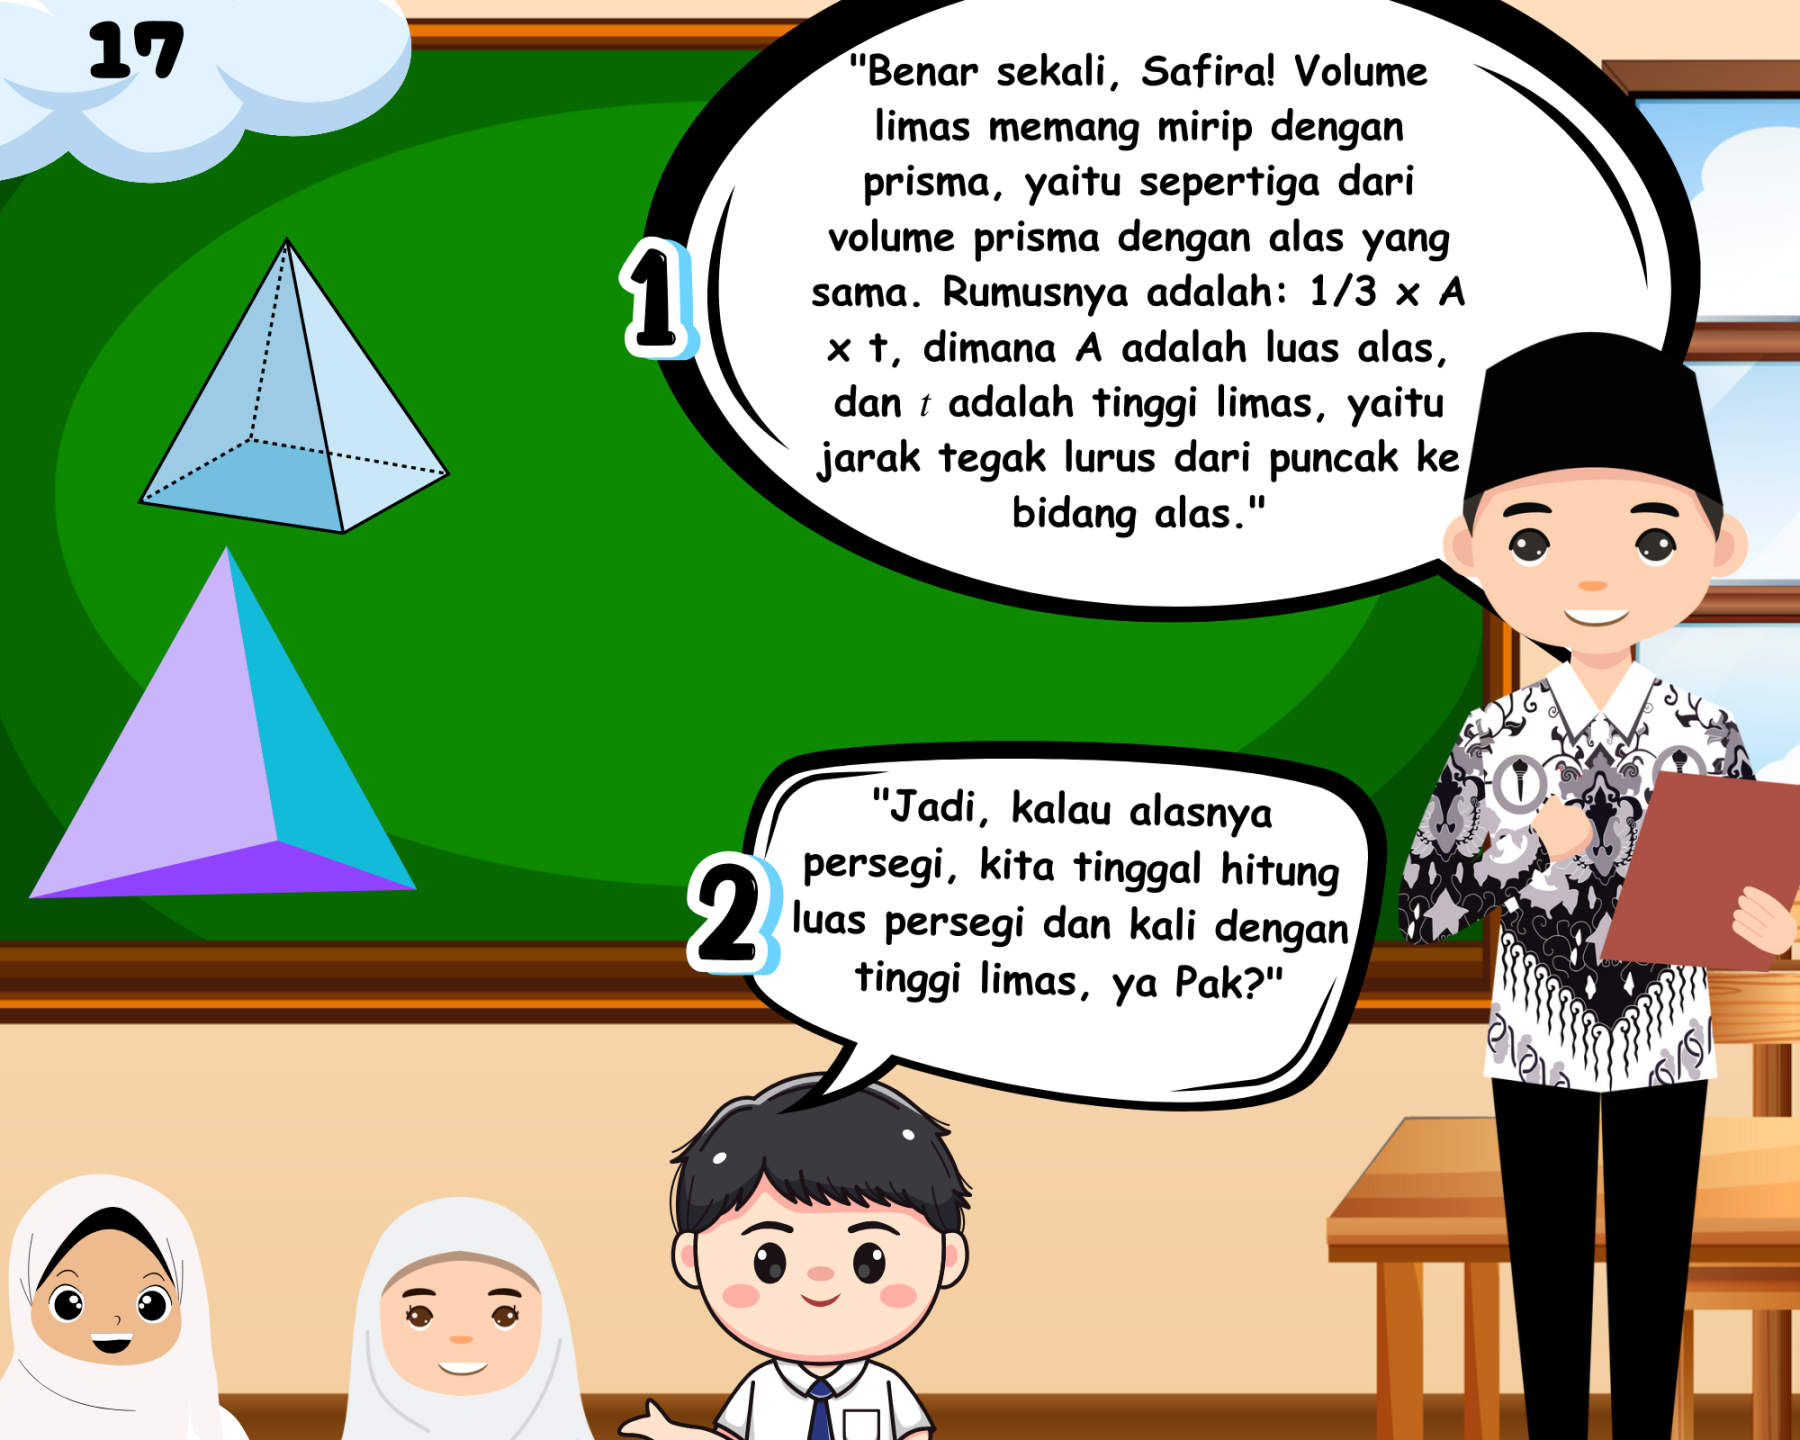 17
1
"Benar sekali, Safira! Volume
limas memang mirip dengan
prisma, yaitu sepertiga dari
volume prisma dengan alas yang
sama. Rumusnya adalah: 1/3 x A
x t, dimana A adalah luas alas,
dan t adalah tinggi limas, yaitu
jarak tegak lurus dari puncak ke
bidang alas."
2
"Jadi, kalau alasnya
persegi, kita tinggal hitung
luas persegi dan kali dengan
tinggi limas, ya Pak?"